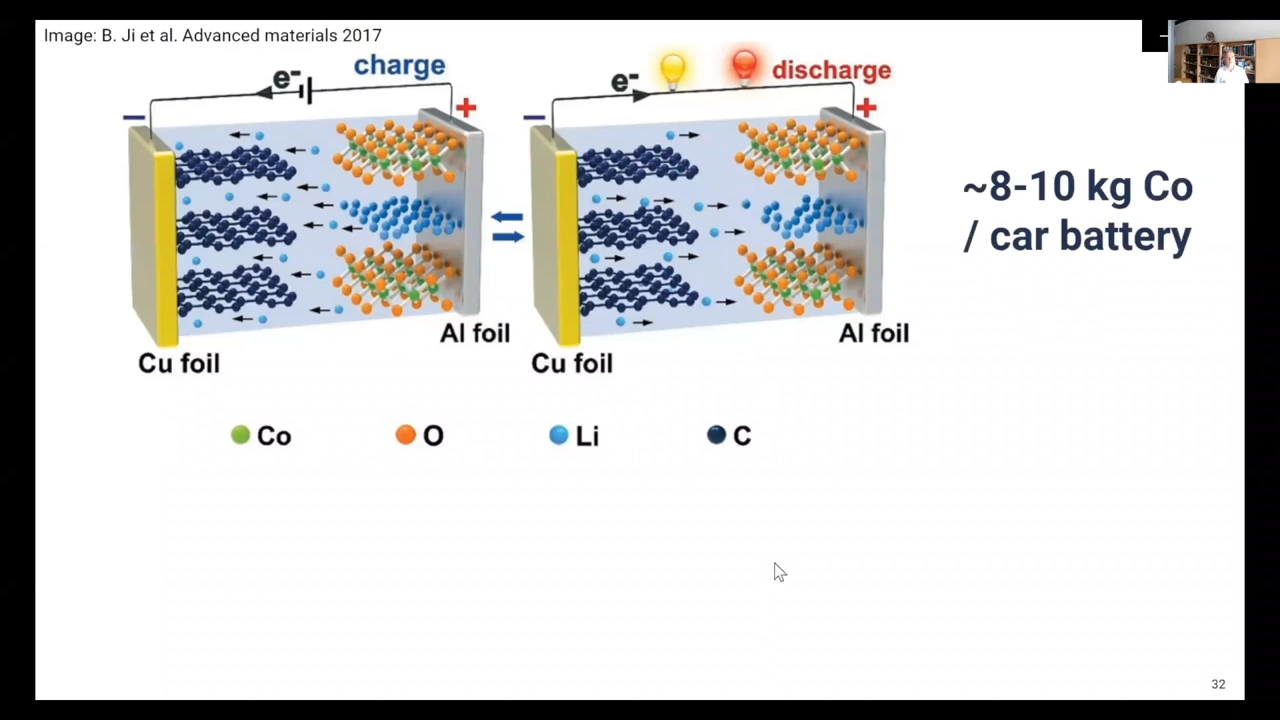 Image: B. Ji et al. Advanced materials 2017
e- charge
− +
Cu foil
Al foil
e- discharge
− +
Cu foil
Al foil
Co O Li C
~8-10 kg Co
/ car battery
32